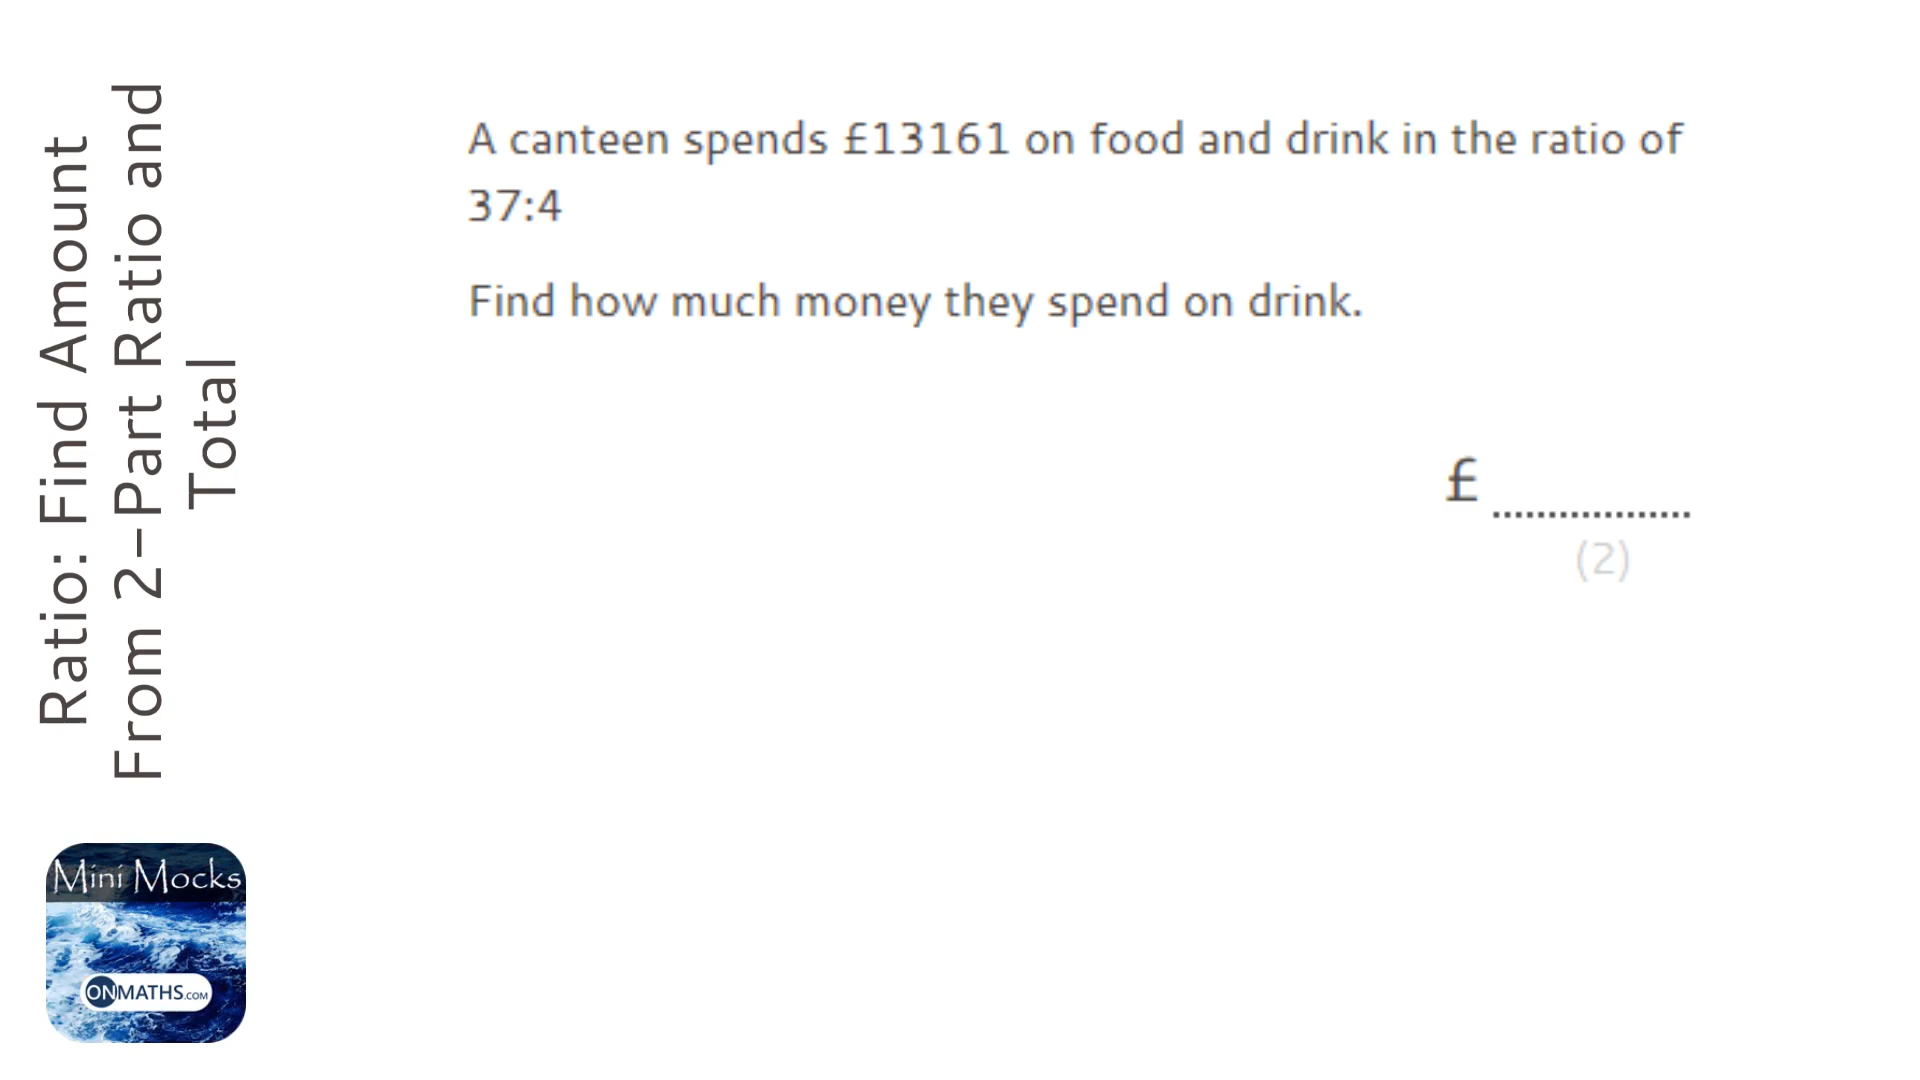 Ratio: Find Amount
From 2-Part Ratio and
Total
A canteen spends £13161 on food and drink in the ratio of
37:4
Find how much money they spend on drink.
£ ..................
(2)
Mini Mocks
ONMATHS.COM